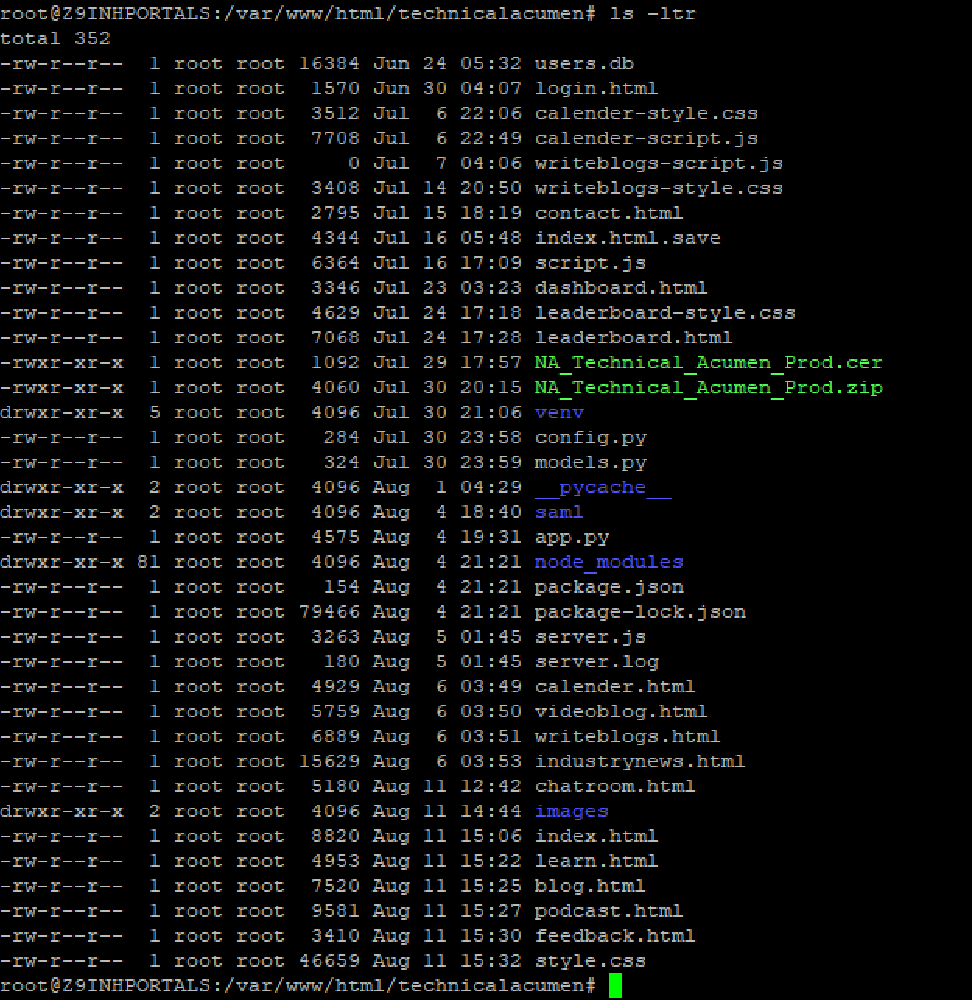 root@Z9INHPORTALS:/var/www/html/technicalacumen# ls -ltr
total 352
-rw-r--r--  1 root root 16384 Jun 24 05:32 users.db
-rw-r--r--  1 root root  1570 Jun 30 04:07 login.html
-rw-r--r--  1 root root  3512 Jul  6 22:06 calender-style.css
-rw-r--r--  1 root root  7708 Jul  6 22:49 calender-script.js
-rw-r--r--  1 root root     0 Jul  7 04:06 writeblogs-script.js
-rw-r--r--  1 root root  3408 Jul 14 20:50 writeblogs-style.css
-rw-r--r--  1 root root  2795 Jul 15 18:19 contact.html
-rw-r--r--  1 root root  4344 Jul 16 05:48 index.html.save
-rw-r--r--  1 root root  6364 Jul 16 17:09 script.js
-rw-r--r--  1 root root  3346 Jul 23 03:23 dashboard.html
-rw-r--r--  1 root root  4629 Jul 24 17:18 leaderboard-style.css
-rw-r--r--  1 root root  7068 Jul 24 17:28 leaderboard.html
-rwxr-xr-x  1 root root  1092 Jul 29 17:57 NA_Technical_Acumen_Prod.cer
-rwxr-xr-x  1 root root  4060 Jul 30 20:15 NA_Technical_Acumen_Prod.zip
drwxr-xr-x  5 root root  4096 Jul 30 21:06 venv
-rw-r--r--  1 root root   284 Jul 30 23:58 config.py
-rw-r--r--  1 root root   324 Jul 30 23:59 models.py
drwxr-xr-x  2 root root  4096 Aug  1 04:29 __pycache__
drwxr-xr-x  2 root root  4096 Aug  4 18:40 saml
-rw-r--r--  1 root root  4575 Aug  4 19:31 app.py
drwxr-xr-x 81 root root  4096 Aug  4 21:21 node_modules
-rw-r--r--  1 root root   154 Aug  4 21:21 package.json
-rw-r--r--  1 root root 79466 Aug  4 21:21 package-lock.json
-rw-r--r--  1 root root  3263 Aug  5 01:45 server.js
-rw-r--r--  1 root root   180 Aug  5 01:45 server.log
-rw-r--r--  1 root root  4929 Aug  6 03:49 calender.html
-rw-r--r--  1 root root  5759 Aug  6 03:50 videoblog.html
-rw-r--r--  1 root root  6889 Aug  6 03:51 writeblogs.html
-rw-r--r--  1 root root 15629 Aug  6 03:53 industrynews.html
-rw-r--r--  1 root root  5180 Aug 11 12:42 chatroom.html
drwxr-xr-x  2 root root  4096 Aug 11 14:44 images
-rw-r--r--  1 root root  8820 Aug 11 15:06 index.html
-rw-r--r--  1 root root  4953 Aug 11 15:22 learn.html
-rw-r--r--  1 root root  7520 Aug 11 15:25 blog.html
-rw-r--r--  1 root root  9581 Aug 11 15:27 podcast.html
-rw-r--r--  1 root root  3410 Aug 11 15:30 feedback.html
-rw-r--r--  1 root root 46659 Aug 11 15:32 style.css
root@Z9INHPORTALS:/var/www/html/technicalacumen#